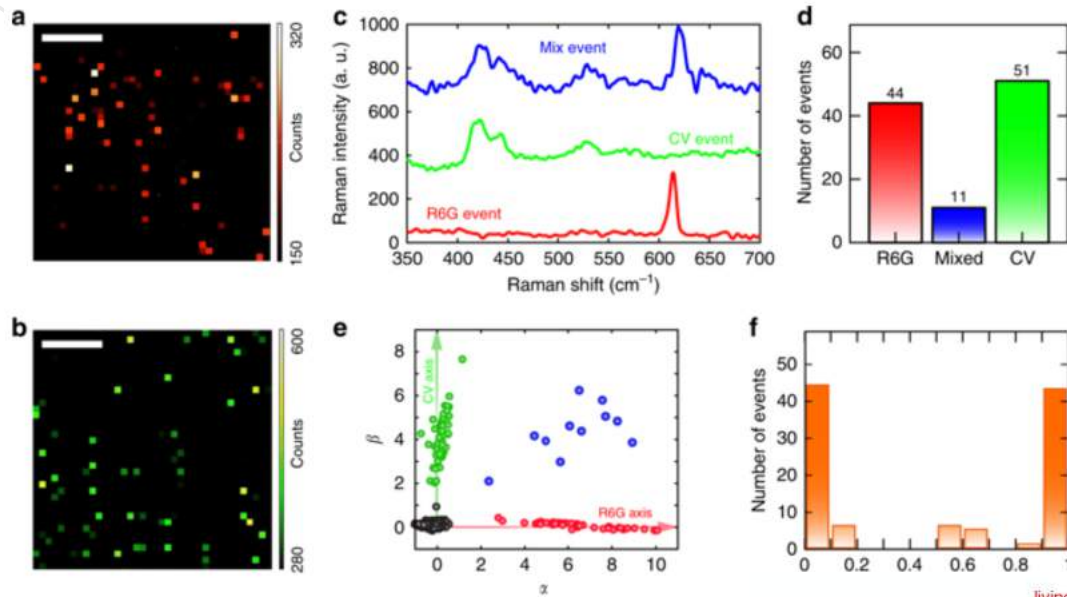 a
320
Counts
150
c
Raman intensity (a. u.)
1000
800
600
400
200
0
Mix event
CV event
R6G event
350 400 450 500 550 600 650 700
Raman shift (cm⁻¹)
d
Number of events
60
40
20
0
44
11
51
R6G Mixed CV
b
600
Counts
280
e
β
8
6
4
2
0
CV axis
R6G axis
0 2 4 6 8 10
α
f
Number of events
50
40
30
20
10
0
0 0.2 0.4 0.6 0.8 1